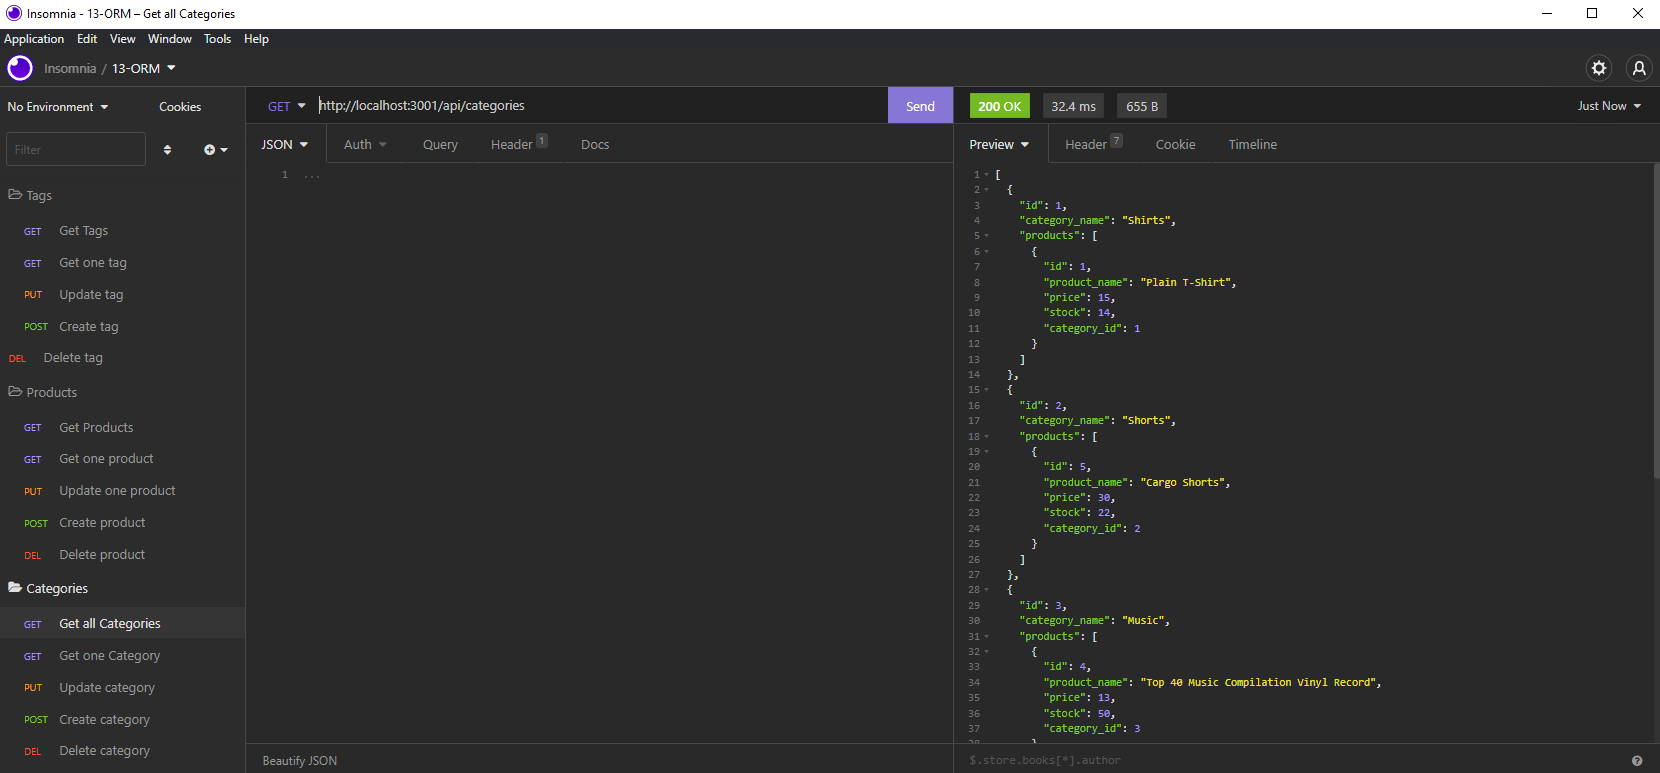 Insomnia - 13-ORM – Get all Categories
Application Edit View Window Tools Help
Insomnia / 13-ORM
No Environment Cookies
Filter
Tags
GET Get Tags
GET Get one tag
PUT Update tag
POST Create tag
DEL Delete tag
Products
GET Get Products
GET Get one product
PUT Update one product
POST Create product
DEL Delete product
Categories
GET Get all Categories
GET Get one Category
PUT Update category
POST Create category
DEL Delete category
GET http://localhost:3001/api/categories Send
JSON Auth Query Header 1 Docs
1 ...
Beautify JSON
200 OK 32.4 ms 655 B Just Now
Preview Header 7 Cookie Timeline
1 [
2 {
3 "id": 1,
4 "category_name": "Shirts",
5 "products": [
6 {
7 "id": 1,
8 "product_name": "Plain T-Shirt",
9 "price": 15,
10 "stock": 14,
11 "category_id": 1
12 }
13 ]
14 },
15 {
16 "id": 2,
17 "category_name": "Shorts",
18 "products": [
19 {
20 "id": 5,
21 "product_name": "Cargo Shorts",
22 "price": 30,
23 "stock": 22,
24 "category_id": 2
25 }
26 ]
27 },
28 {
29 "id": 3,
30 "category_name": "Music",
31 "products": [
32 {
33 "id": 4,
34 "product_name": "Top 40 Music Compilation Vinyl Record",
35 "price": 13,
36 "stock": 50,
37 "category_id": 3
38 }
$.store.books[*].author